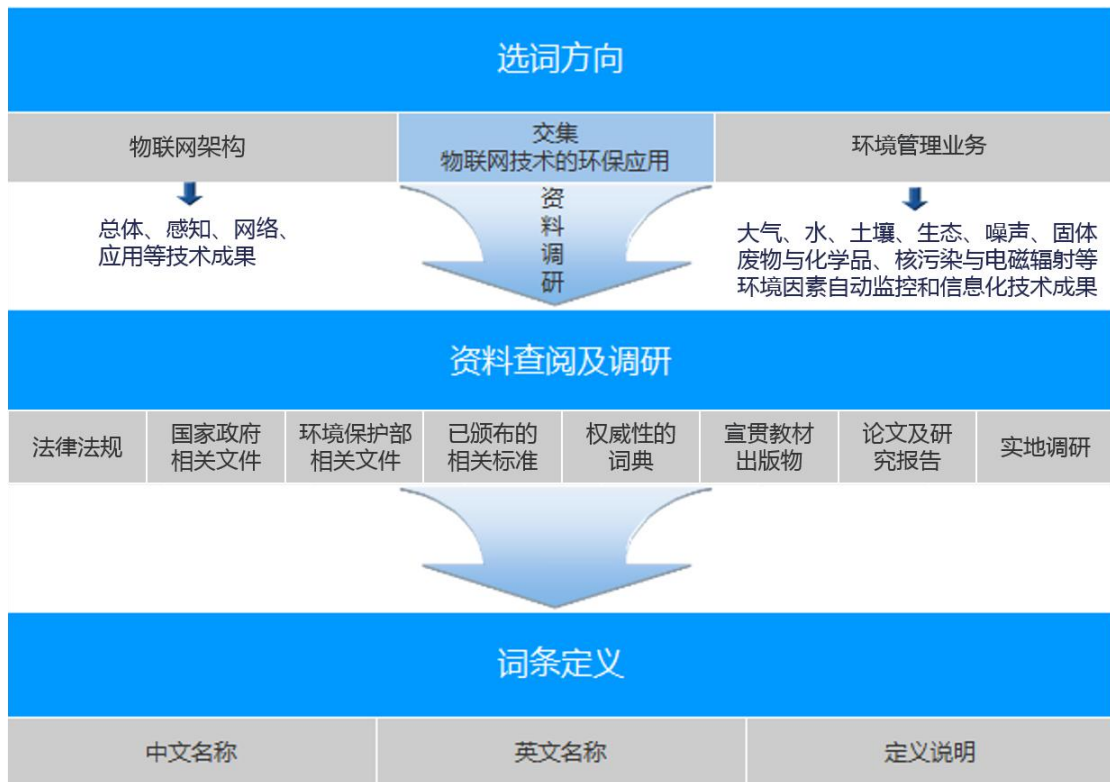 选词方向
物联网架构
交集
物联网技术的环保应用
环境管理业务
总体、感知、网络、
应用等技术成果
资
料
调
研
大气、水、土壤、生态、噪声、固体
废物与化学品、核污染与电磁辐射等
环境因素自动监控和信息化技术成果
资料查阅及调研
法律法规
国家政府
相关文件
环境保护部
相关文件
已颁布的
相关标准
权威性的
词典
宣贯教材
出版物
论文及研
究报告
实地调研
词条定义
中文名称
英文名称
定义说明